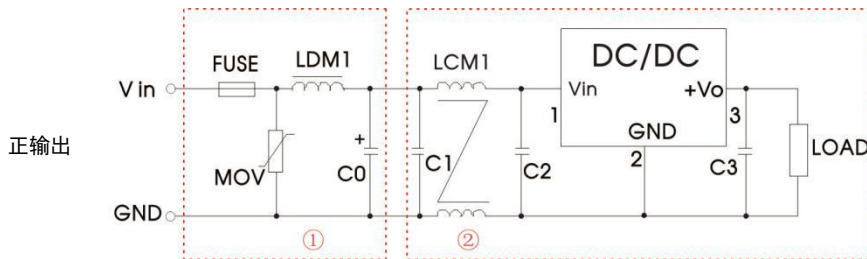 FUSE
LDM1
LCM1
DC/DC
Vin
Vin
+Vo
1
3
GND
2
正输出
MOV
+
C0
C1
C2
C3
LOAD
GND
①
②